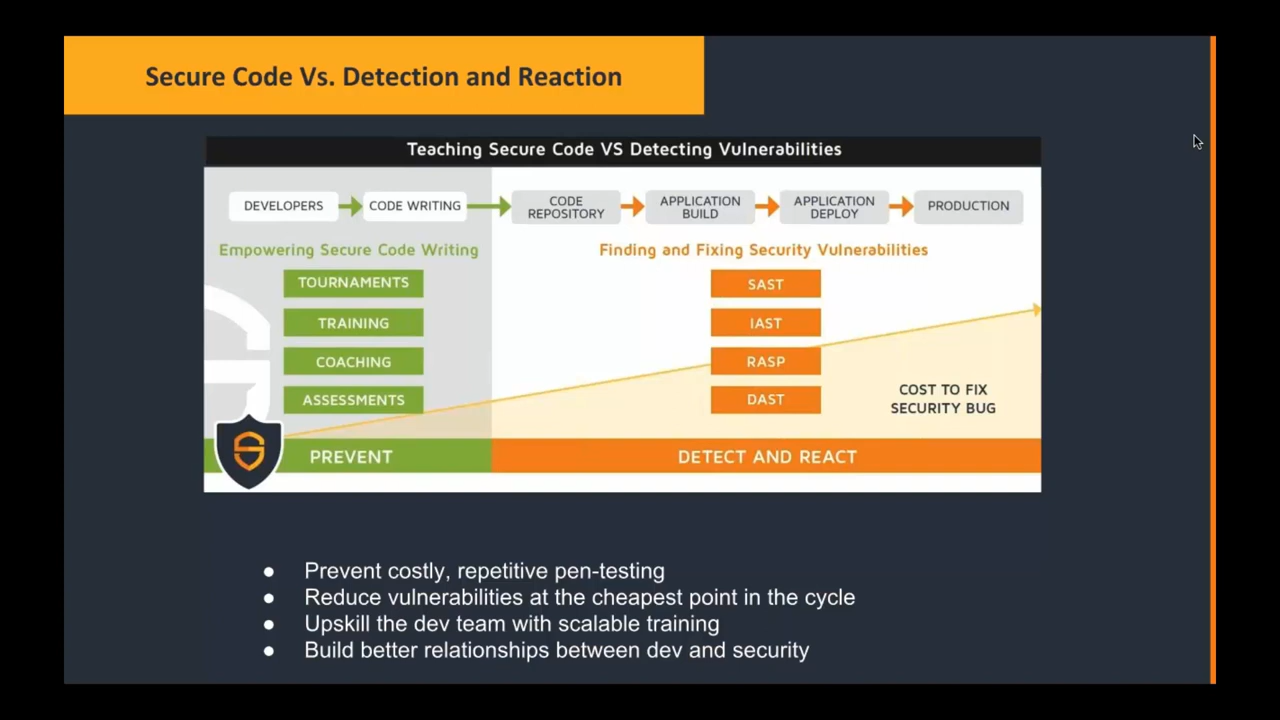 Secure Code Vs. Detection and Reaction
Teaching Secure Code VS Detecting Vulnerabilities
DEVELOPERS
CODE WRITING
CODE
REPOSITORY
APPLICATION
BUILD
APPLICATION
DEPLOY
PRODUCTION
Empowering Secure Code Writing
TOURNAMENTS
TRAINING
COACHING
ASSESSMENTS
PREVENT
Finding and Fixing Security Vulnerabilities
SAST
IAST
RASP
DAST
COST TO FIX
SECURITY BUG
DETECT AND REACT
● Prevent costly, repetitive pen-testing
● Reduce vulnerabilities at the cheapest point in the cycle
● Upskill the dev team with scalable training
● Build better relationships between dev and security